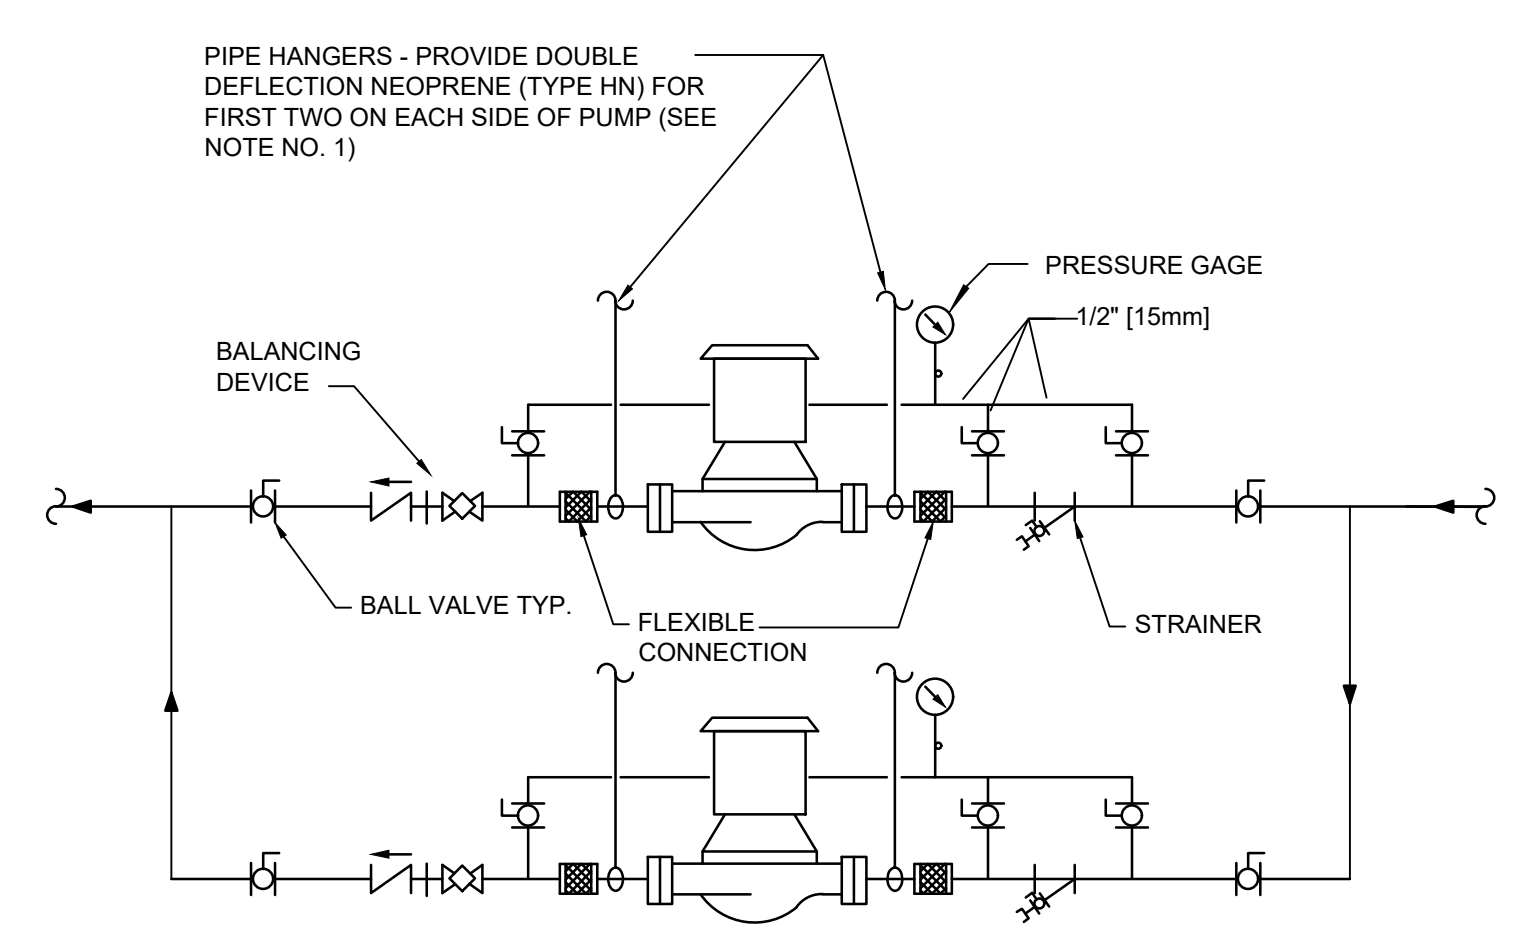 PIPE HANGERS - PROVIDE DOUBLE
DEFLECTION NEOPRENE (TYPE HN) FOR
FIRST TWO ON EACH SIDE OF PUMP (SEE
NOTE NO. 1)
PRESSURE GAGE
1/2" [15mm]
BALANCING
DEVICE
BALL VALVE TYP.
FLEXIBLE
CONNECTION
STRAINER